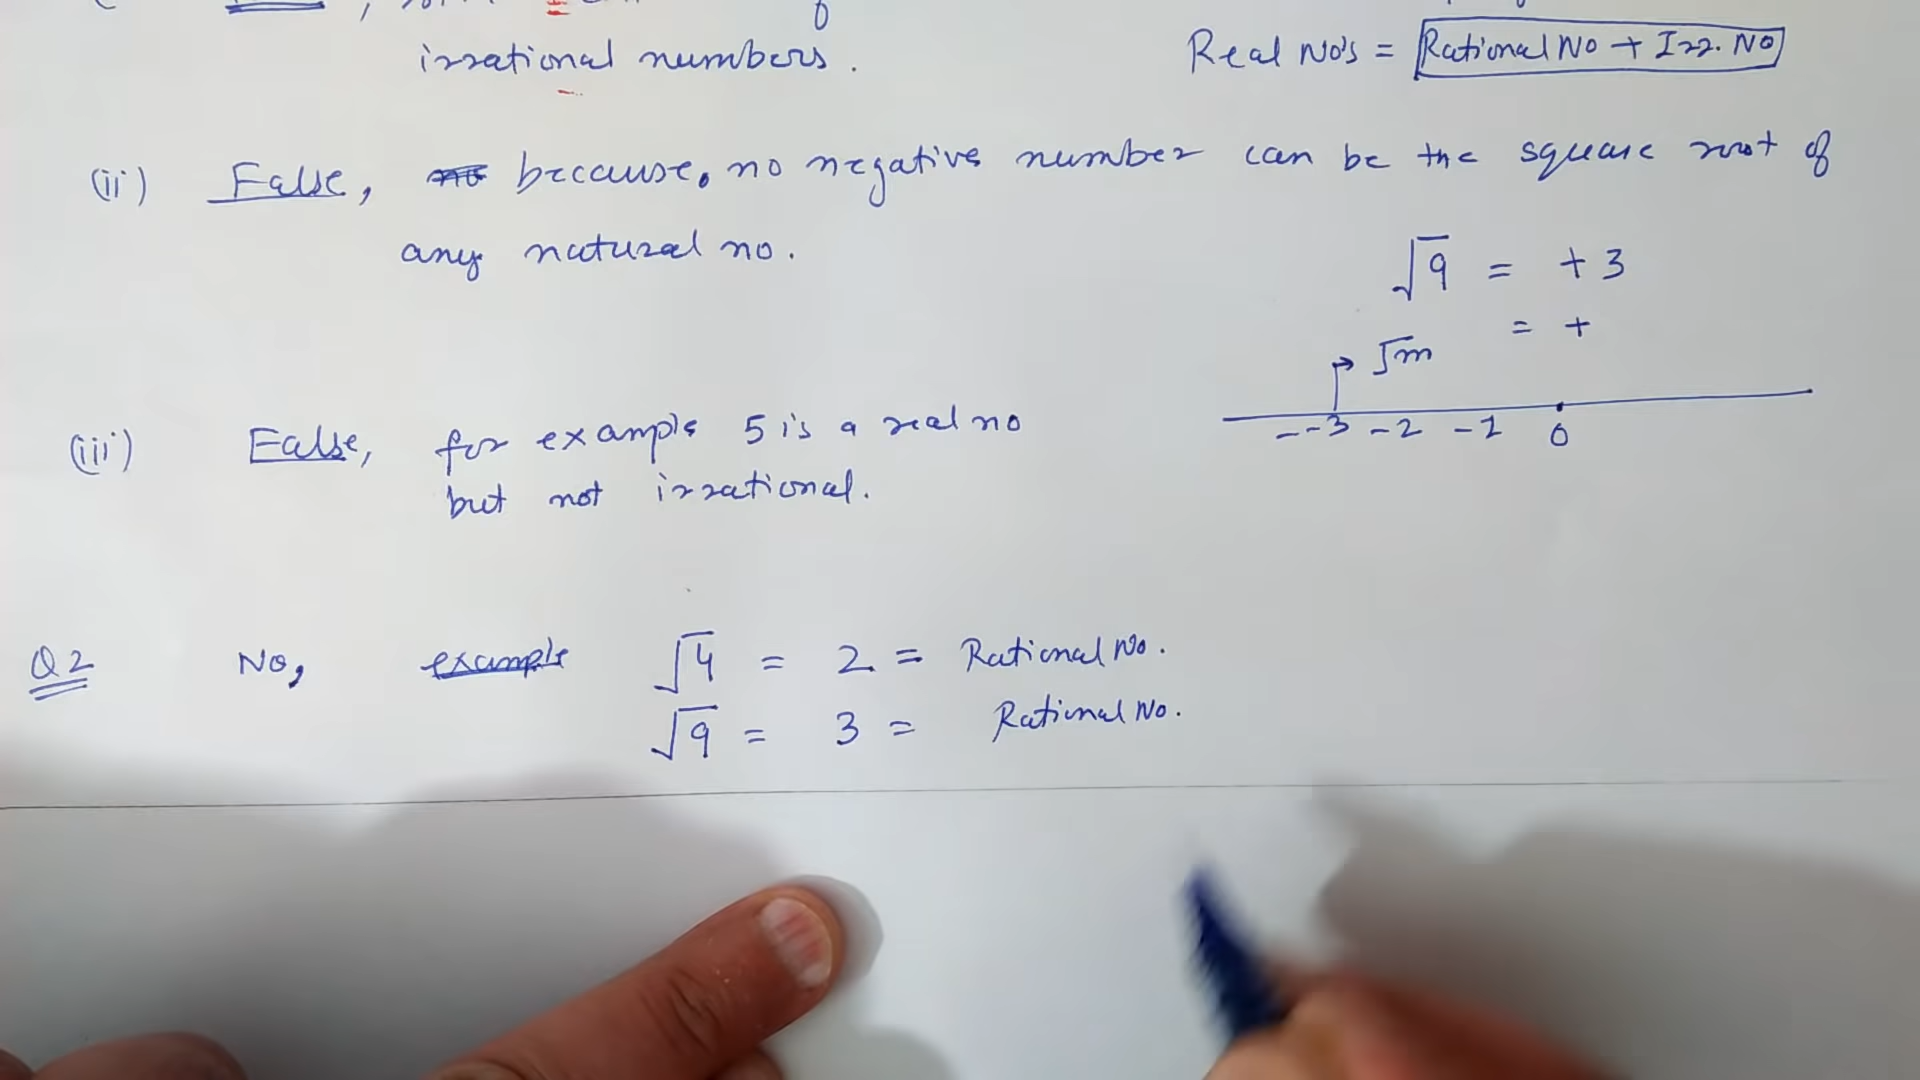 irrational numbers.
Real No's = Rational No + Irr. No
(ii) False, because, no negative number can be the square root of
any natural no.
√9 = +3
= +
√m
--3 -2 -1 0
(iii) False, for example 5 is a real no
but not irrational.
Q2 No, example √4 = 2 = Rational No.
√9 = 3 = Rational No.